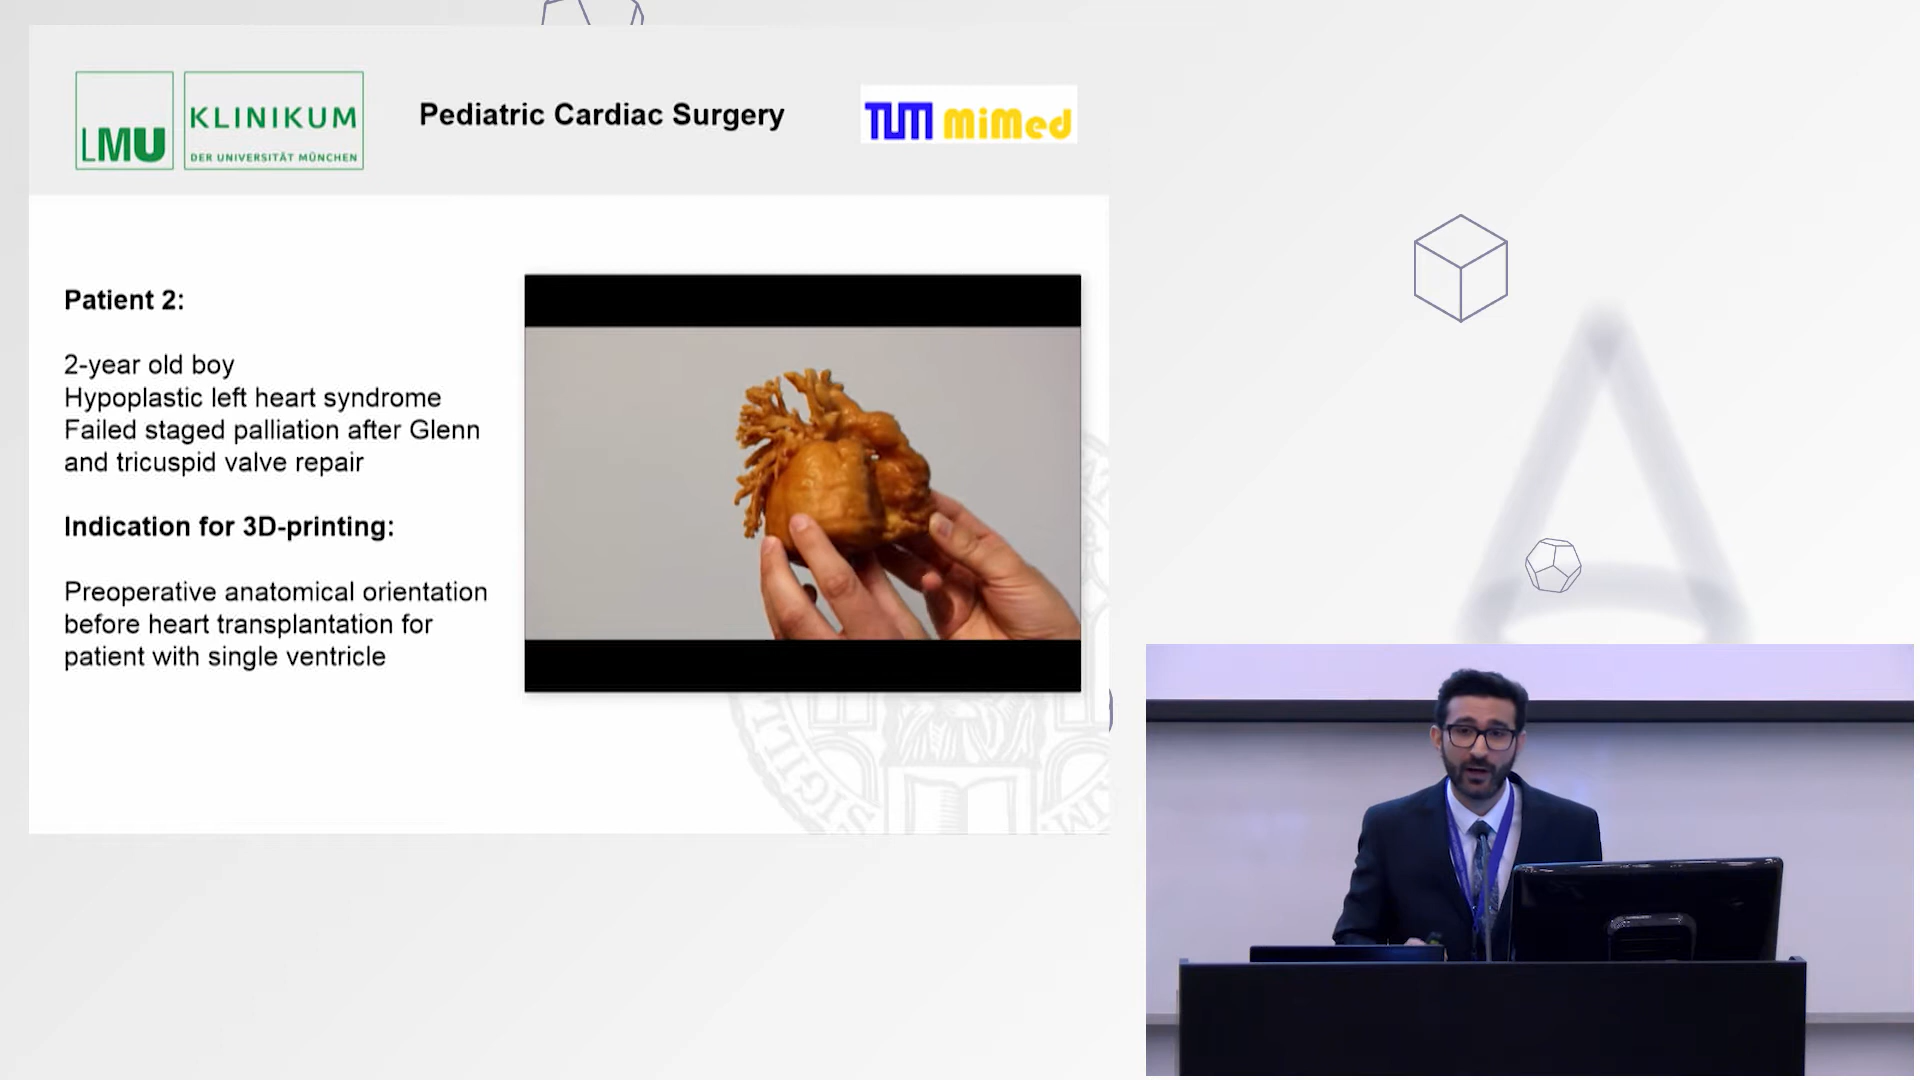 LMU
KLINIKUM
DER UNIVERSITÄT MÜNCHEN
Pediatric Cardiac Surgery
TUM MiMed
Patient 2:
2-year old boy
Hypoplastic left heart syndrome
Failed staged palliation after Glenn
and tricuspid valve repair
Indication for 3D-printing:
Preoperative anatomical orientation
before heart transplantation for
patient with single ventricle